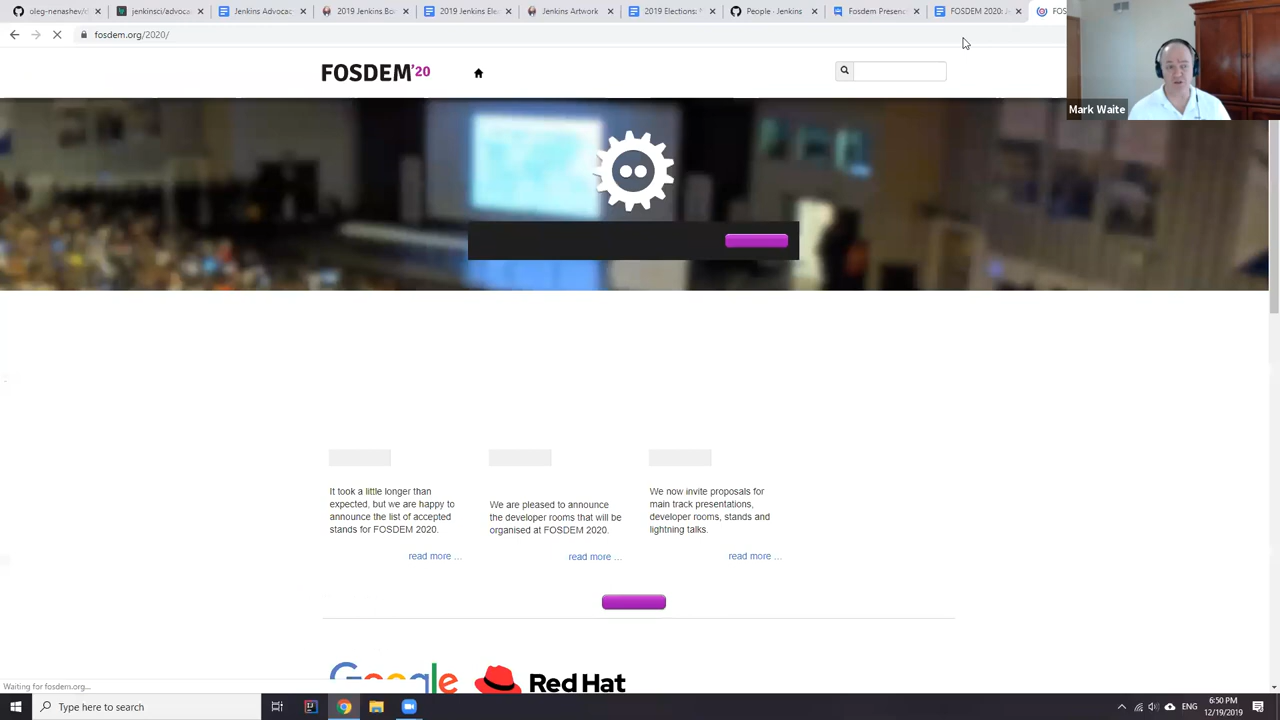 oleg-nenashev/d
jenkinsci/advoca
Jenkins Advocac
2019 Jenkins Bo
2019 Jenkins Ele
Jenkins Artwork
2019 Elections:
People - Jenkins
Fosdem Presenc
FOSDEM 2020: J
FOS
fosdem.org/2020/
FOSDEM'20
Mark Waite
It took a little longer than
expected, but we are happy to
announce the list of accepted
stands for FOSDEM 2020.
read more ...
We are pleased to announce
the developer rooms that will be
organised at FOSDEM 2020.
read more ...
We now invite proposals for
main track presentations,
developer rooms, stands and
lightning talks.
read more ...
Google
Red Hat
Waiting for fosdem.org...
Type here to search
ENG
6:50 PM
12/19/2019